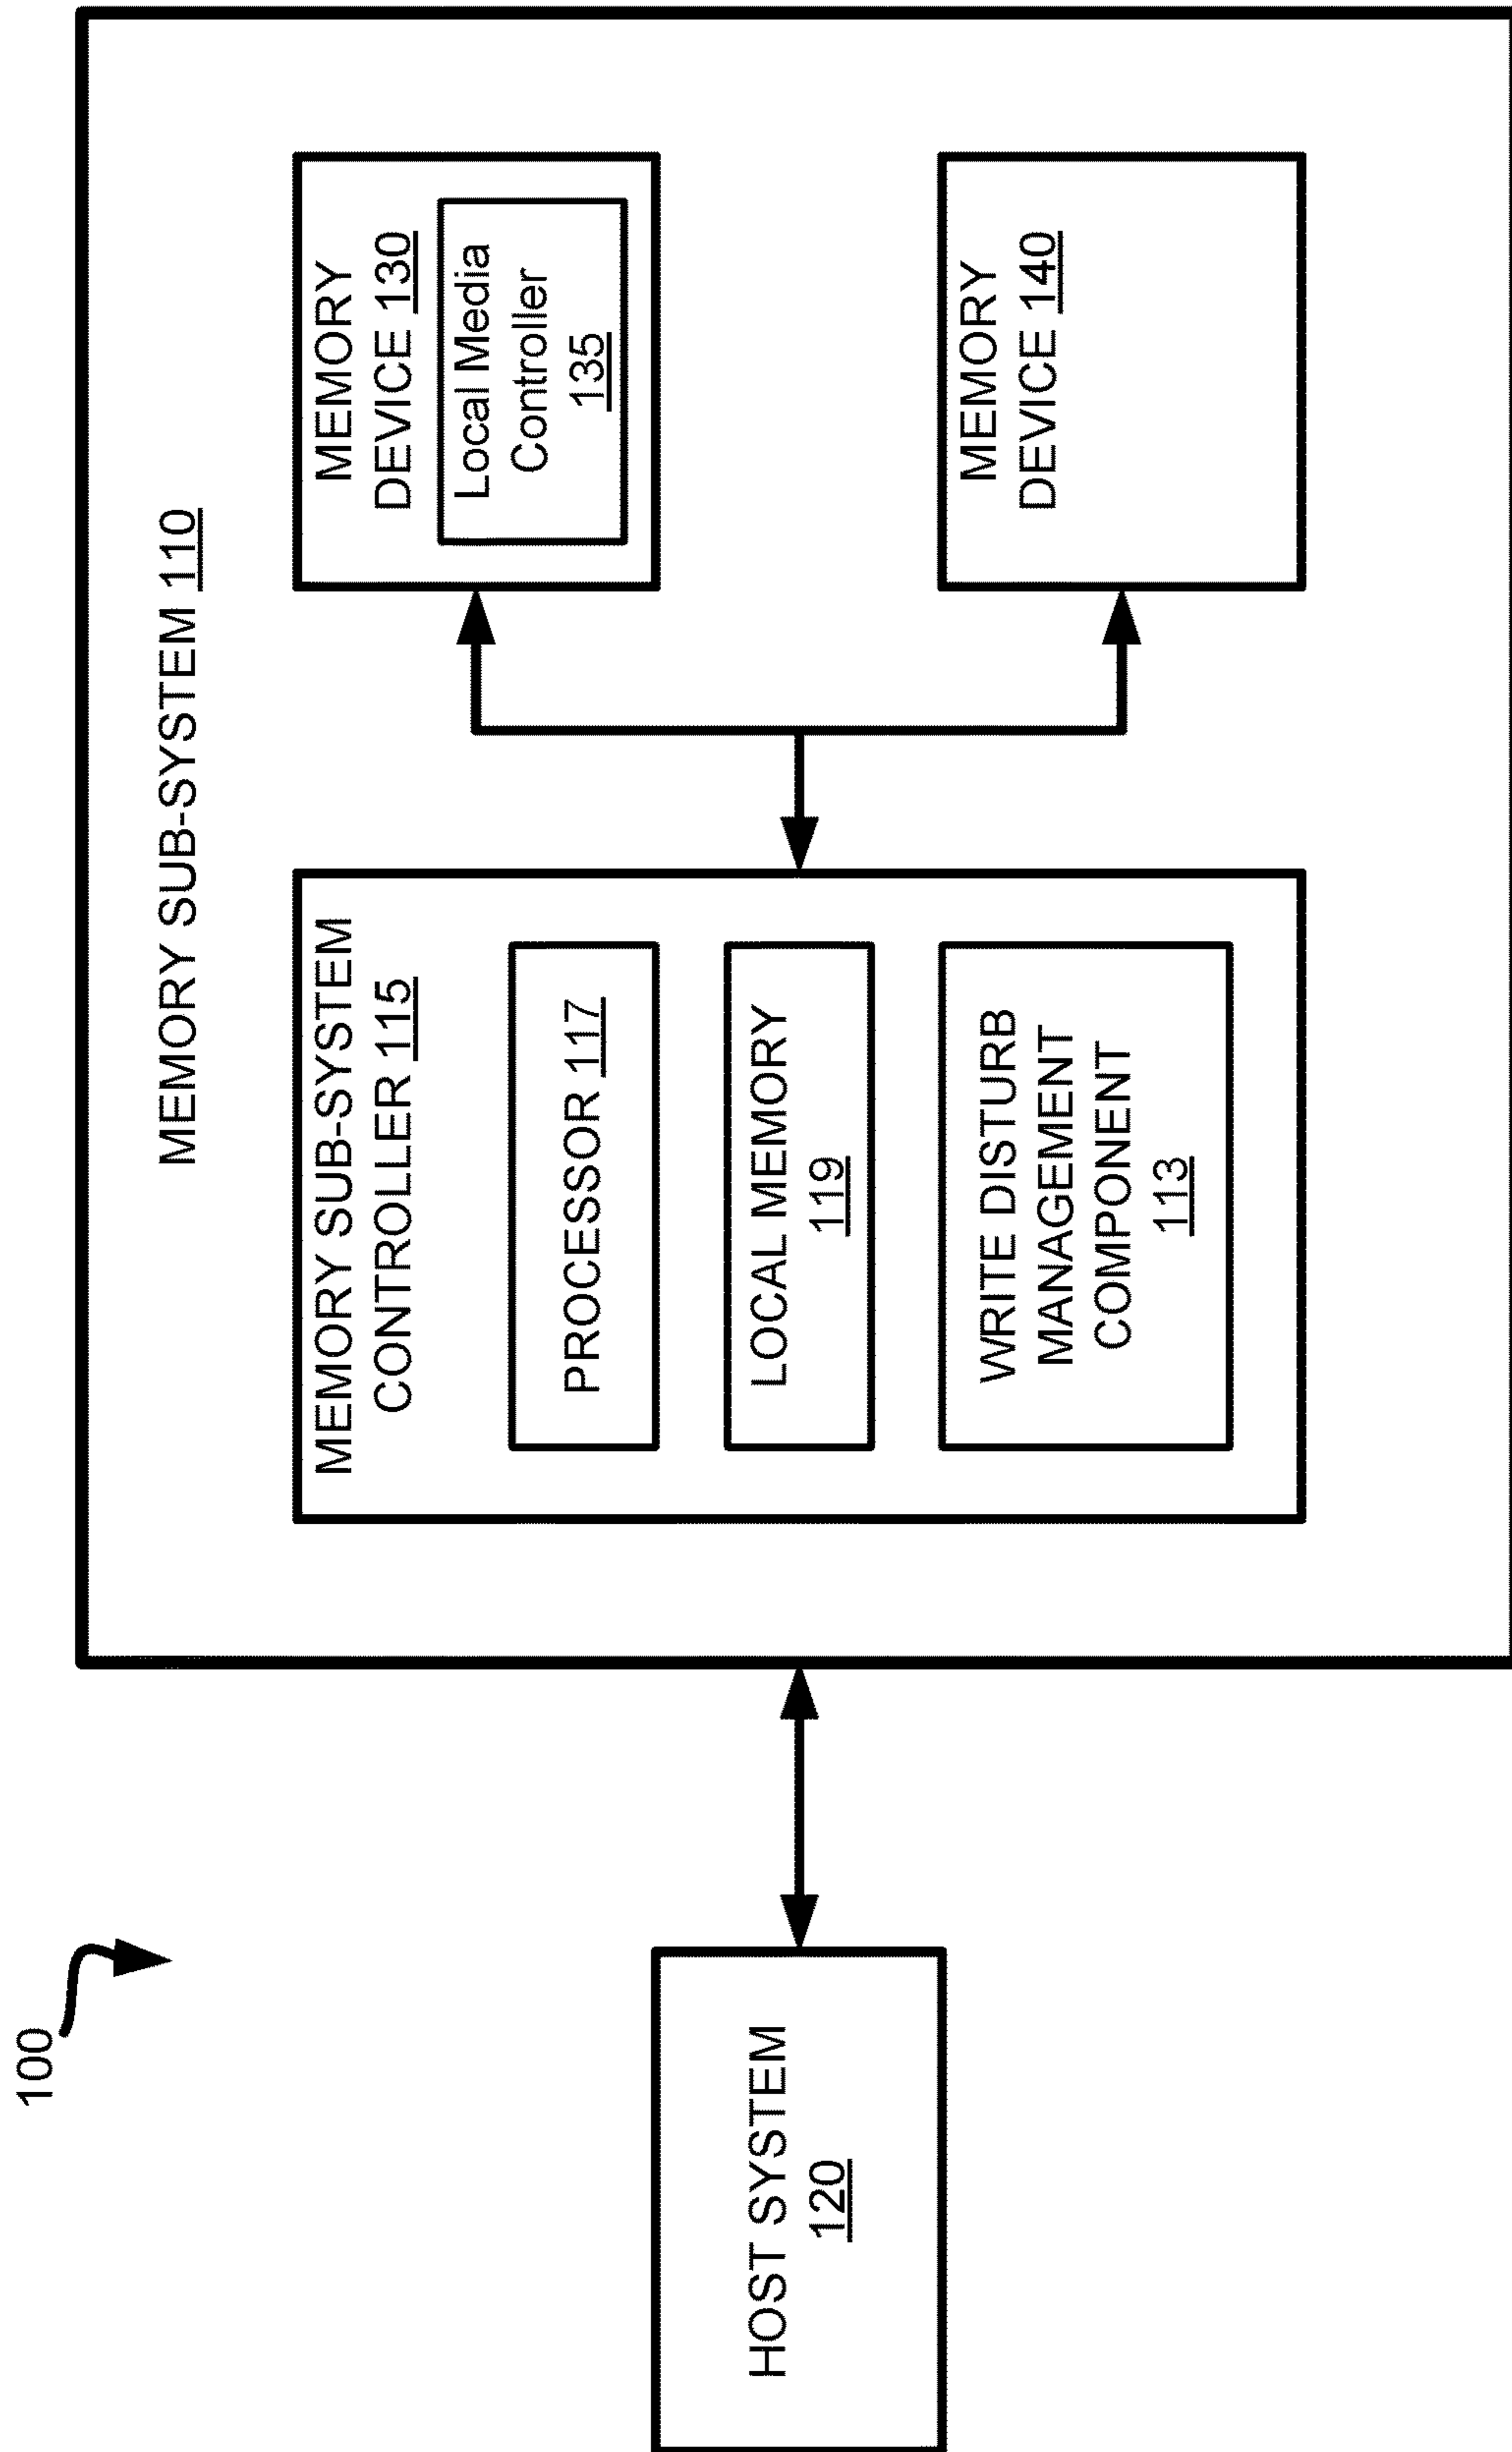 100
MEMORY SUB-SYSTEM 110
HOST SYSTEM
120
MEMORY SUB-SYSTEM
CONTROLLER 115
PROCESSOR 117
LOCAL MEMORY
119
WRITE DISTURB
MANAGEMENT
COMPONENT
113
MEMORY
DEVICE 130
Local Media
Controller
135
MEMORY
DEVICE 140